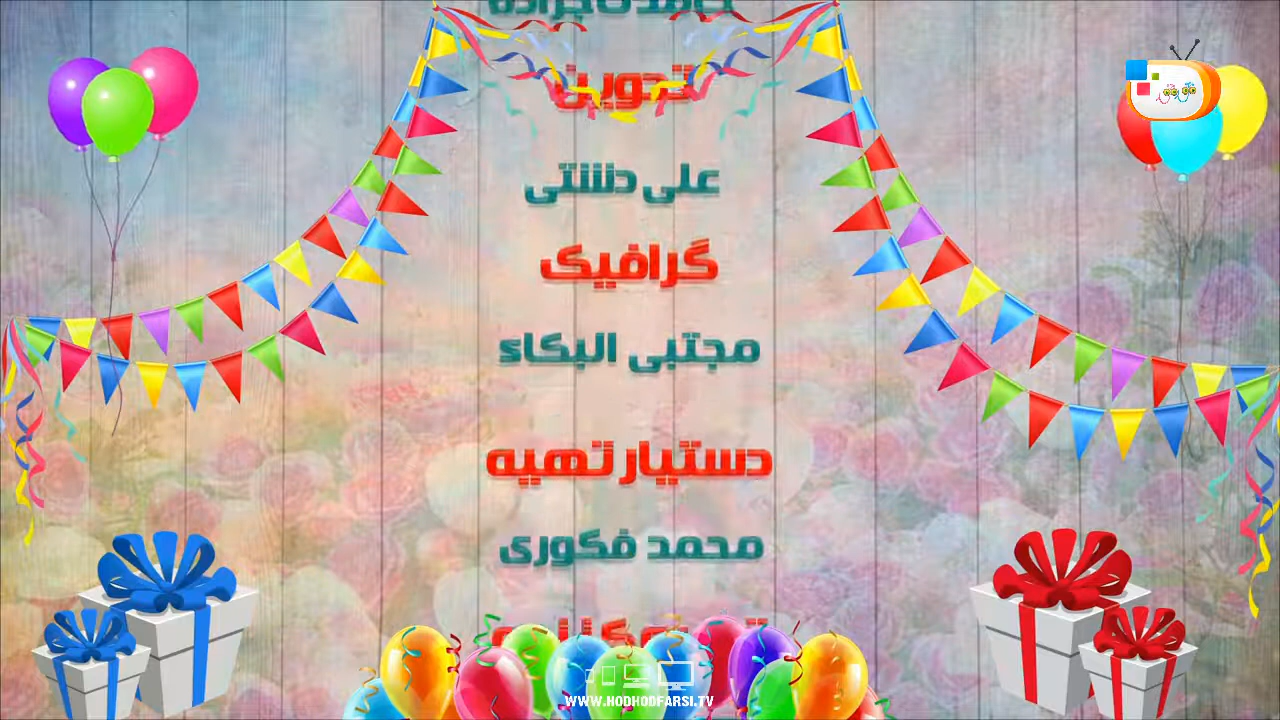 تدوین
علی دشتی
گرافیک
مجتبی البکاء
دستیار تهیه
محمد فکوری
WWW.HODHODFARSI.TV